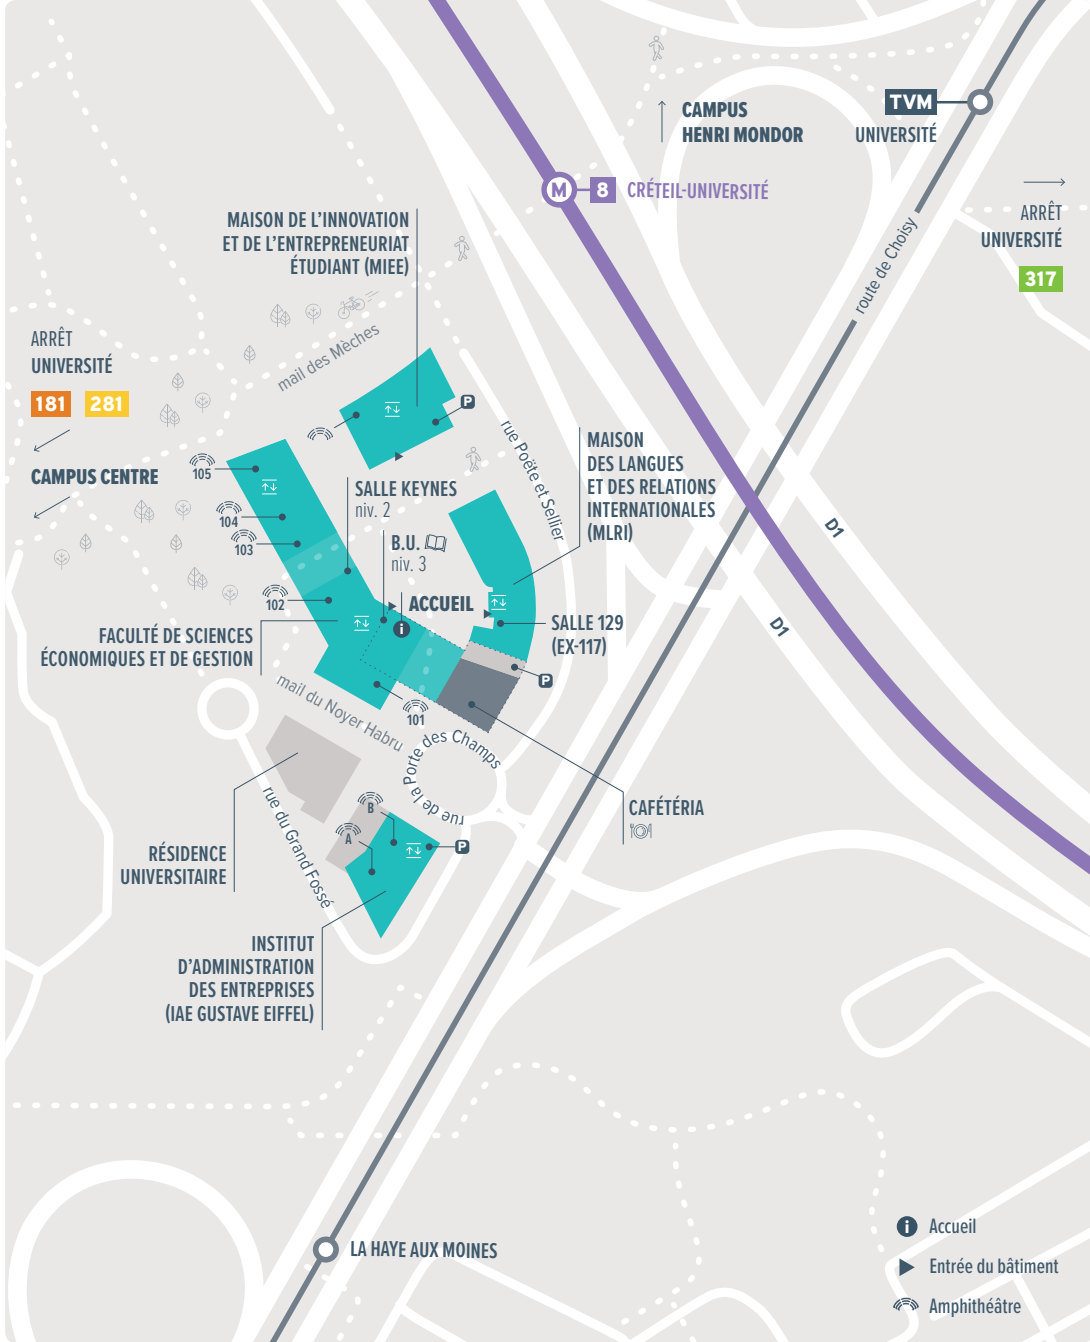 CAMPUS
HENRI MONDOR
TVM
UNIVERSITÉ
M
8
CRÉTEIL-UNIVERSITÉ
ARRÊT
UNIVERSITÉ
317
route de Choisy
MAISON DE L'INNOVATION
ET DE L'ENTREPRENEURIAT
ÉTUDIANT (MIEE)
mail des Mèches
ARRÊT
UNIVERSITÉ
181
281
CAMPUS CENTRE
P
rue Poëte et Sellier
MAISON
DES LANGUES
ET DES RELATIONS
INTERNATIONALES
(MLRI)
105
104
103
102
SALLE KEYNES
niv. 2
B.U.
niv. 3
ACCUEIL
i
D1
D1
SALLE 129
(EX-117)
P
FACULTÉ DE SCIENCES
ÉCONOMIQUES ET DE GESTION
mail du Noyer Habru
101
rue de la Porte des Champs
CAFÉTÉRIA
rue du Grand Fossé
B
A
P
RÉSIDENCE
UNIVERSITAIRE
INSTITUT
D'ADMINISTRATION
DES ENTREPRISES
(IAE GUSTAVE EIFFEL)
LA HAYE AUX MOINES
i
Accueil
Entrée du bâtiment
Amphithéâtre